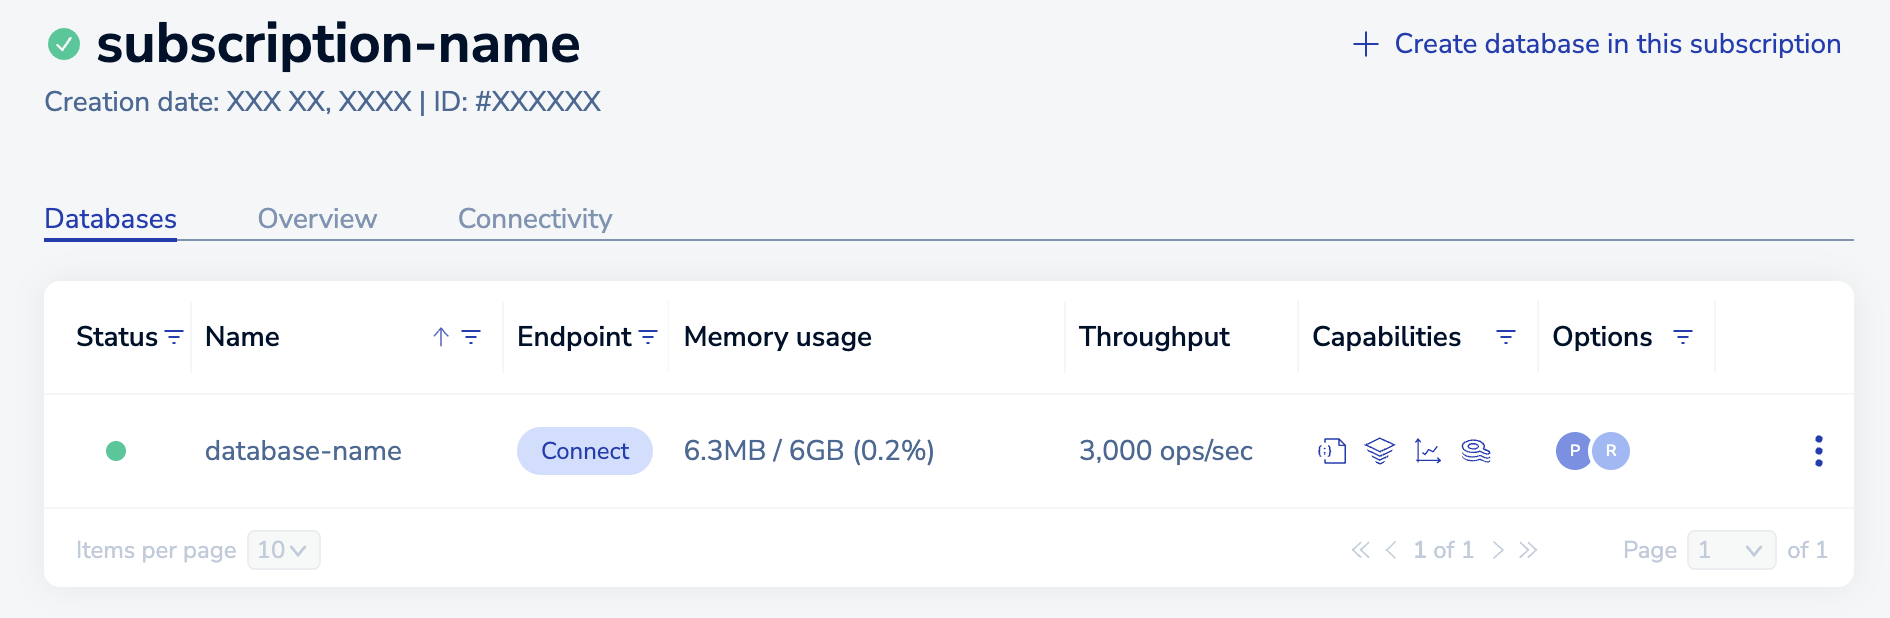 subscription-name
Create database in this subscription
Creation date: XXX XX, XXXX | ID: #XXXXXX
Databases Overview Connectivity
Status Name Endpoint Memory usage Throughput Capabilities Options
database-name Connect 6.3MB / 6GB (0.2%) 3,000 ops/sec P R
Items per page 10 1 of 1 Page 1 of 1